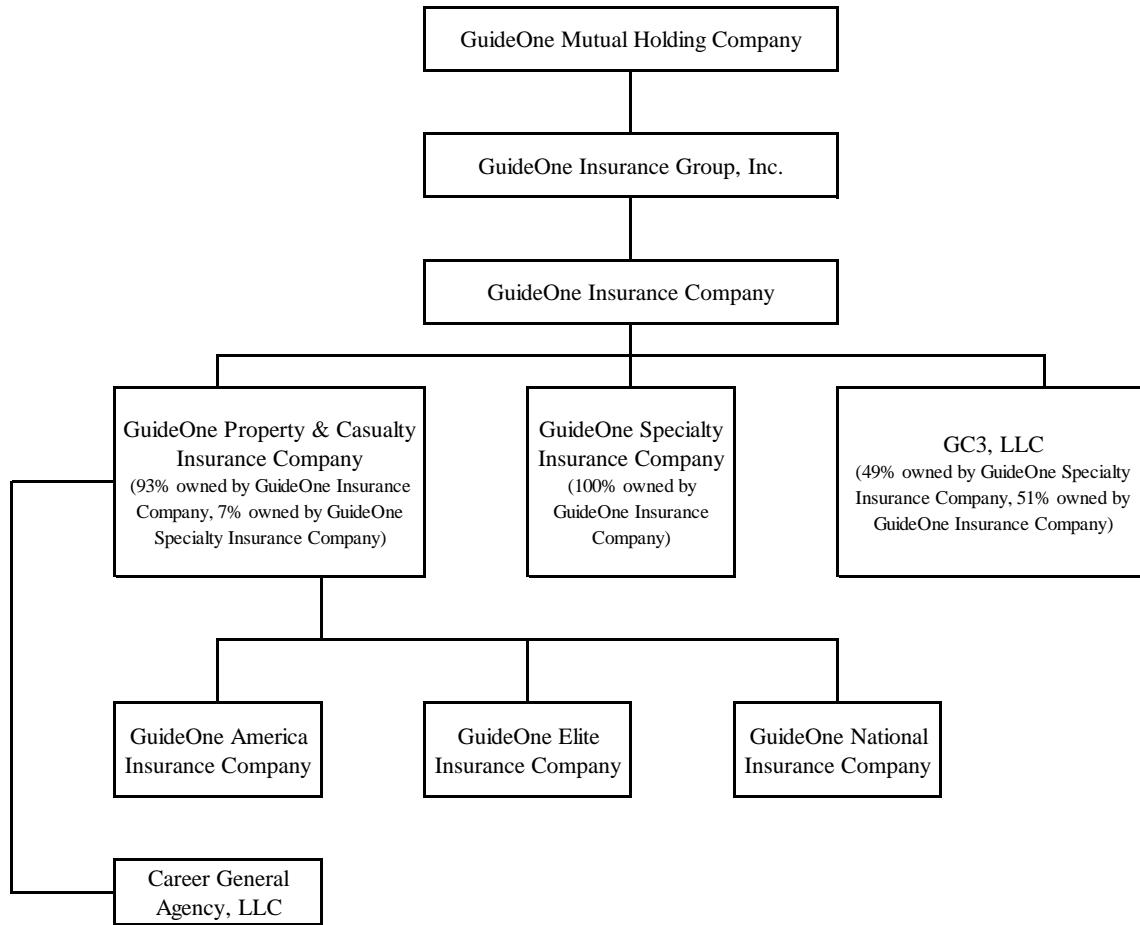 GuideOne Mutual Holding Company
GuideOne Insurance Group, Inc.
GuideOne Insurance Company
GuideOne Property & Casualty
Insurance Company
(93% owned by GuideOne Insurance
Company, 7% owned by GuideOne
Specialty Insurance Company)
GuideOne Specialty
Insurance Company
(100% owned by
GuideOne Insurance
Company)
GC3, LLC
(49% owned by GuideOne Specialty
Insurance Company, 51% owned by
GuideOne Insurance Company)
GuideOne America
Insurance Company
GuideOne Elite
Insurance Company
GuideOne National
Insurance Company
Career General
Agency, LLC